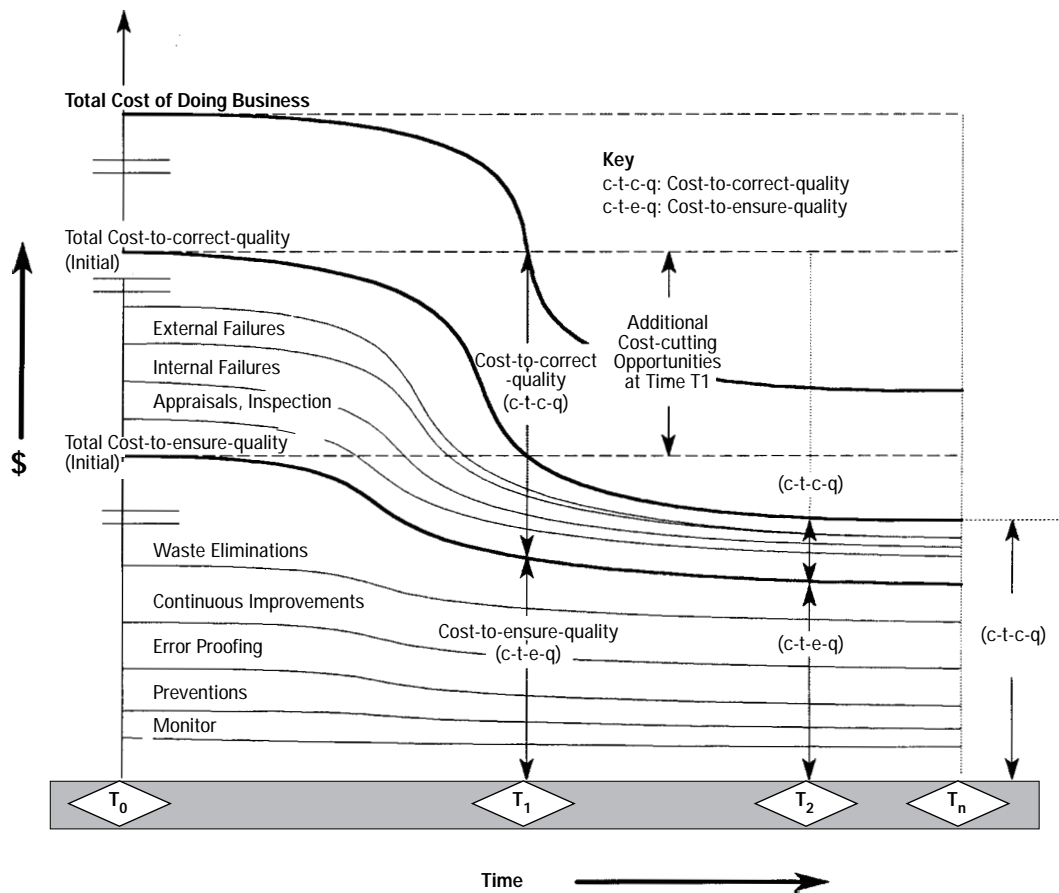 Total Cost of Doing Business
Key
c-t-c-q: Cost-to-correct-quality
c-t-e-q: Cost-to-ensure-quality
Total Cost-to-correct-quality
(Initial)
External Failures
Internal Failures
Appraisals, Inspection
Total Cost-to-ensure-quality
(Initial)
$
Cost-to-correct
-quality
(c-t-c-q)
Additional
Cost-cutting
Opportunities
at Time T1
(c-t-c-q)
Waste Eliminations
Continuous Improvements
Error Proofing
Preventions
Monitor
Cost-to-ensure-quality
(c-t-e-q)
(c-t-e-q)
(c-t-c-q)
T0
T1
T2
Tn
Time